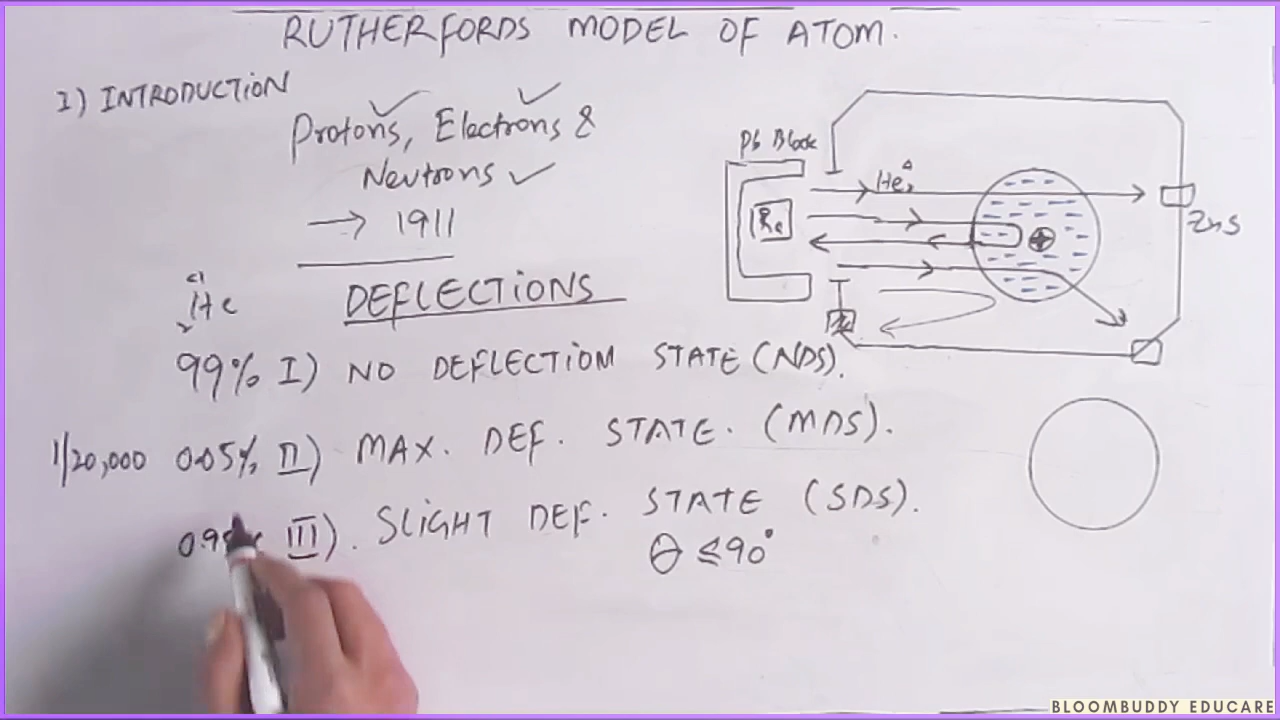 RUTHERFORDS MODEL OF ATOM.
I) INTRODUCTION
Protons, Electrons &
Neutrons
→ 1911
Pb Block
He
ZnS
He
2
DEFLECTIONS
99% I) NO DEFLECTION STATE (NDS).
1/20,000 0.05% II) MAX. DEF. STATE. (MDS).
III). SLIGHT DEF. STATE (SDS).
θ ≤90°
BLOOMBUDDY EDUCARE